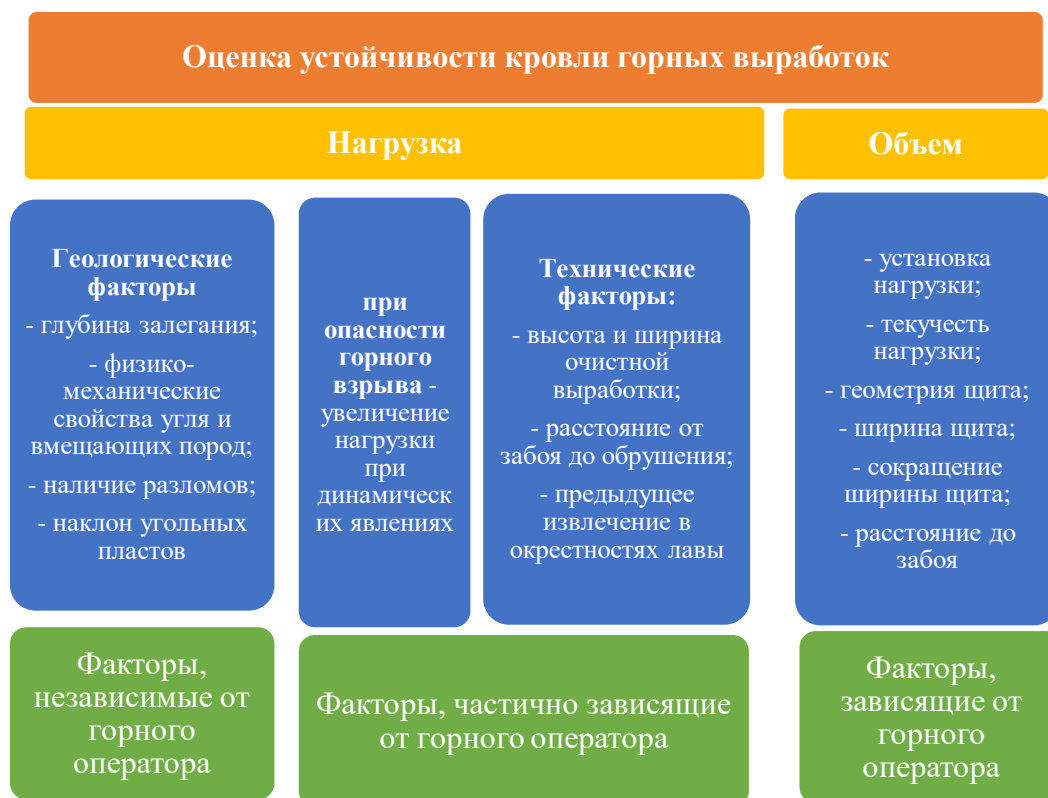 Оценка устойчивости кровли горных выработок
Нагрузка
Объем
Геологические
факторы
- глубина залегания;
- физико-
механические
свойства угля и
вмещающих пород;
- наличие разломов;
- наклон угольных
пластов
при
опасности
горного
взрыва -
увеличение
нагрузки
при
динамическ
их явлениях
Технические
факторы:
- высота и ширина
очистной
выработки;
- расстояние от
забоя до обрушения;
- предыдущее
извлечение в
окрестностях лавы
- установка
нагрузки;
- текучесть
нагрузки;
- геометрия щита;
- ширина щита;
- сокращение
ширины щита;
- расстояние до
забоя
Факторы,
независимые от
горного
оператора
Факторы, частично зависящие
от горного оператора
Факторы,
зависящие от
горного
оператора